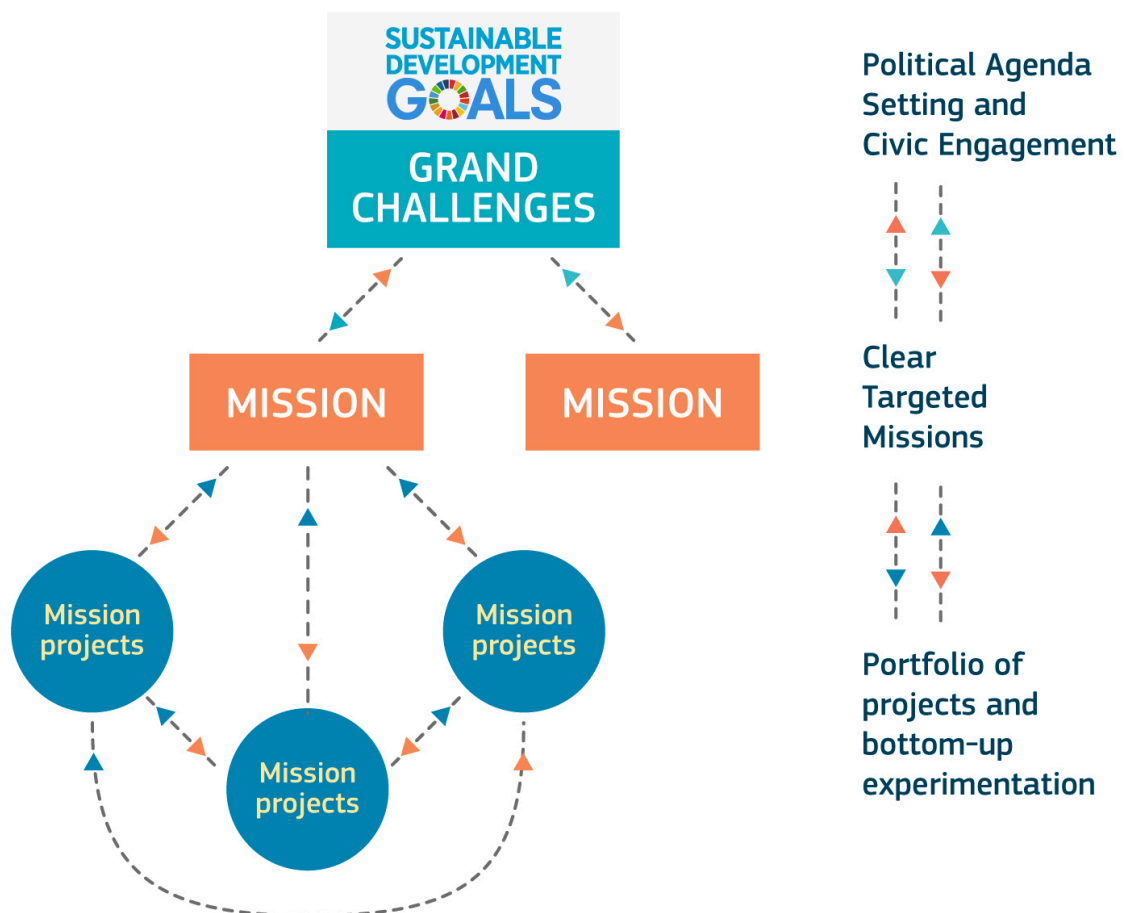 SUSTAINABLE
DEVELOPMENT
GOALS
GRAND
CHALLENGES
MISSION
MISSION
Mission
projects
Mission
projects
Mission
projects
Political Agenda
Setting and
Civic Engagement
Clear
Targeted
Missions
Portfolio of
projects and
bottom-up
experimentation